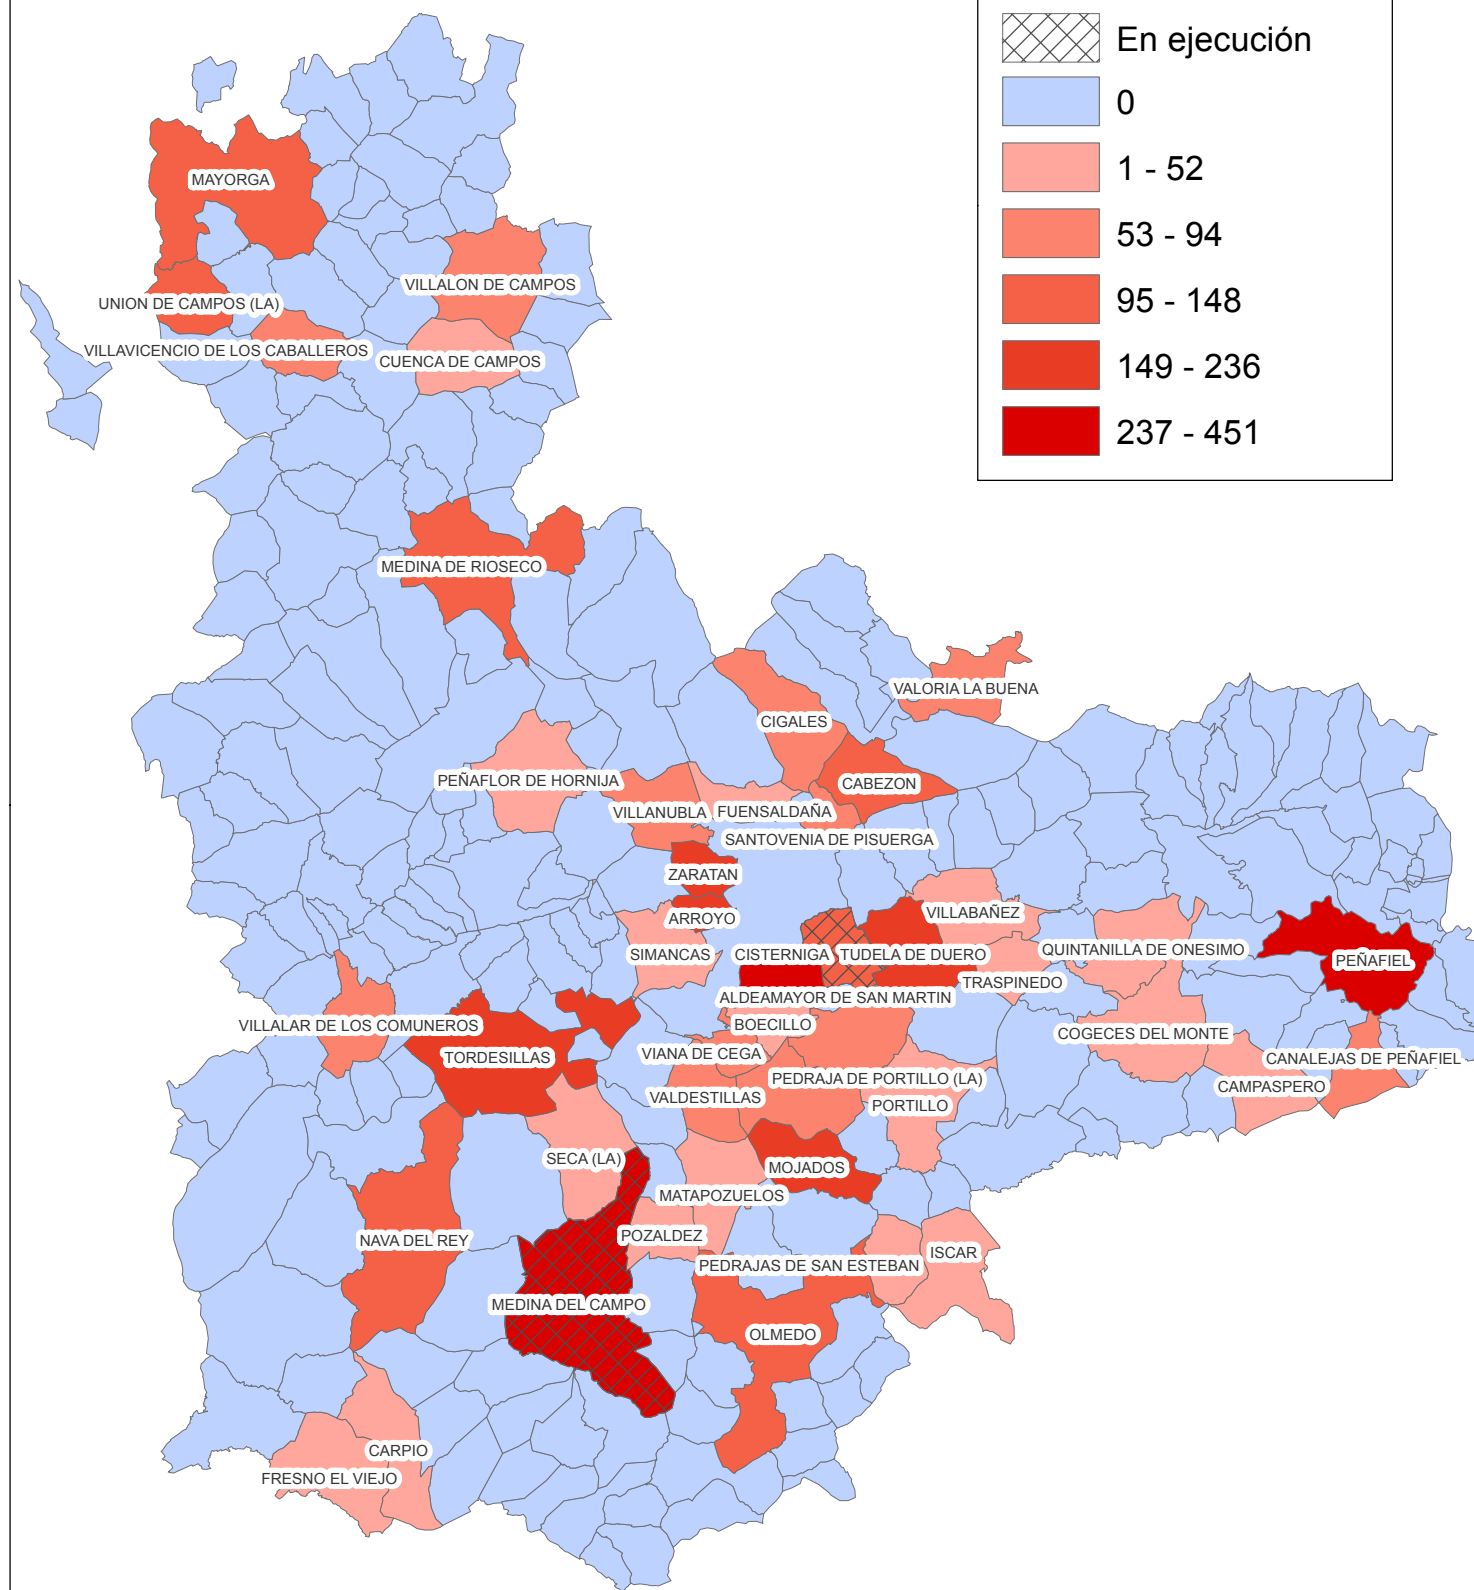 En ejecución
0
1 - 52
53 - 94
95 - 148
149 - 236
237 - 451
MAYORGA
VILLALON DE CAMPOS
UNION DE CAMPOS (LA)
VILLAVICENCIO DE LOS CABALLEROS
CUENCA DE CAMPOS
MEDINA DE RIOSECO
VALORIA LA BUENA
CIGALES
PEÑAFLOR DE HORNIJA
CABEZON
VILLANUBLA
FUENSALDAÑA
SANTOVENIA DE PISUERGA
ZARATAN
ARROYO
VILLABAÑEZ
SIMANCAS
CISTERNIGA
TUDELA DE DUERO
QUINTANILLA DE ONESIMO
PEÑAFIEL
TRASPINEDO
ALDEAMAYOR DE SAN MARTIN
VILLALAR DE LOS COMUNEROS
BOECILLO
COGECES DEL MONTE
TORDESILLAS
VIANA DE CEGA
CANALEJAS DE PEÑAFIEL
PEDRAJA DE PORTILLO (LA)
CAMPASPERO
VALDESTILLAS
PORTILLO
SECA (LA)
MOJADOS
MATAPOZUELOS
POZALDEZ
NAVA DEL REY
ISCAR
PEDRAJAS DE SAN ESTEBAN
MEDINA DEL CAMPO
OLMEDO
CARPIO
FRESNO EL VIEJO